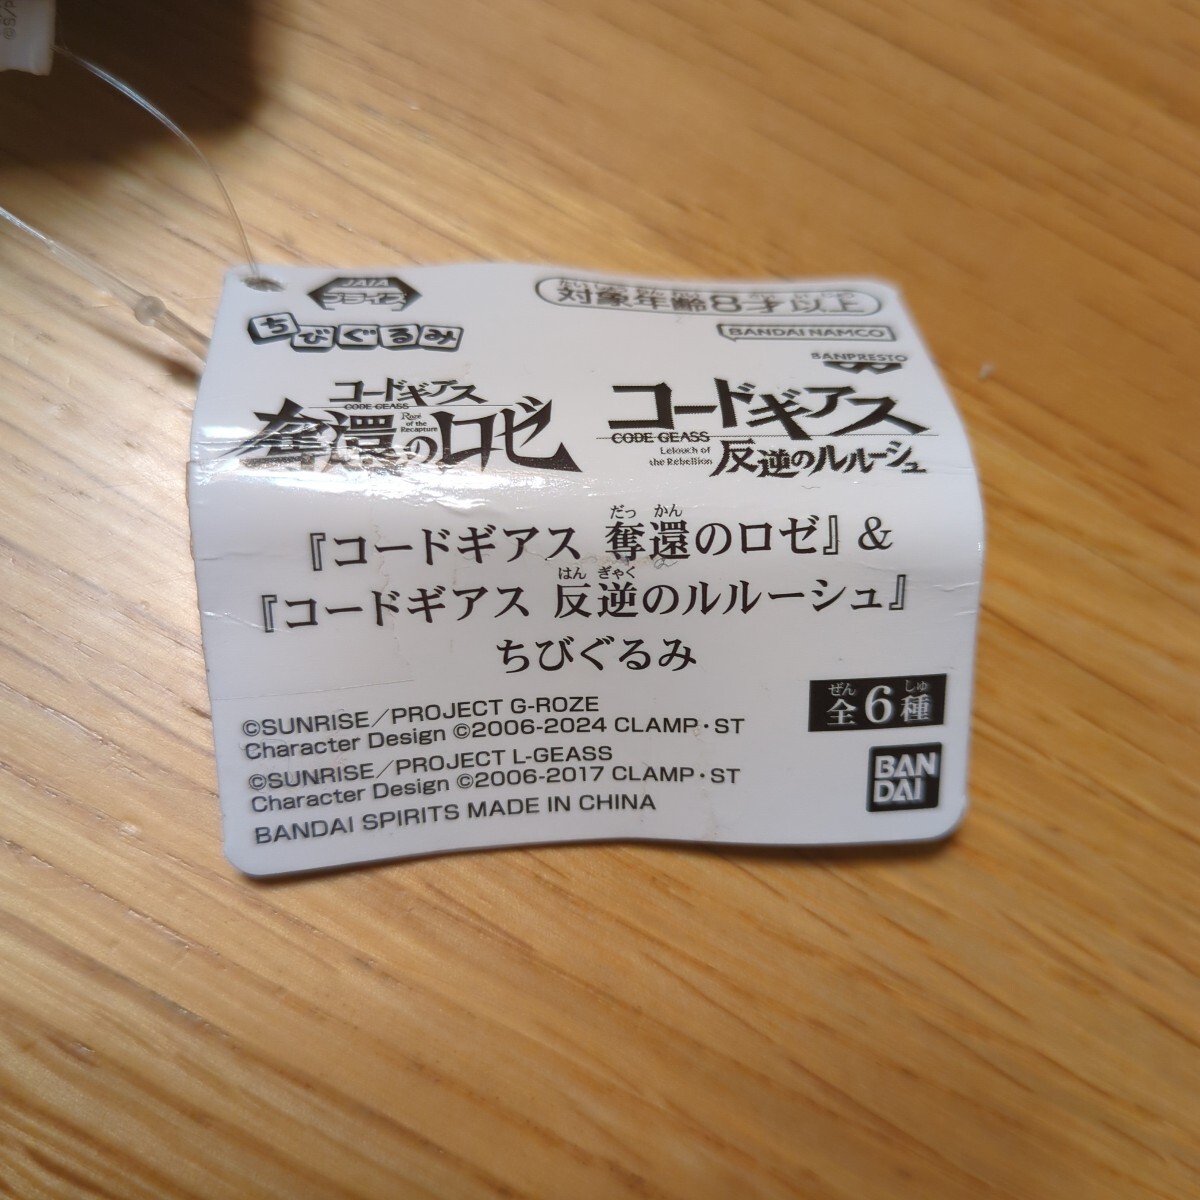 JAIA
プライズ
対象年齢8才以上
ちびぐるみ
BANDAI NAMCO
BANPRESTO
コードギアス
CODE GEASS
奪還のロゼ
Rozé
of the
Recapture
コードギアス
CODE GEASS
Lelouch of
the Rebellion
反逆のルルーシュ
だっ かん
『コードギアス 奪還のロゼ』&
はん ぎゃく
『コードギアス 反逆のルルーシュ』
ちびぐるみ
ぜん しゅ
全6種
©SUNRISE／PROJECT G-ROZE
Character Design ©2006-2024 CLAMP・ST
©SUNRISE／PROJECT L-GEASS
Character Design ©2006-2017 CLAMP・ST
BANDAI SPIRITS MADE IN CHINA
BAN
DAI